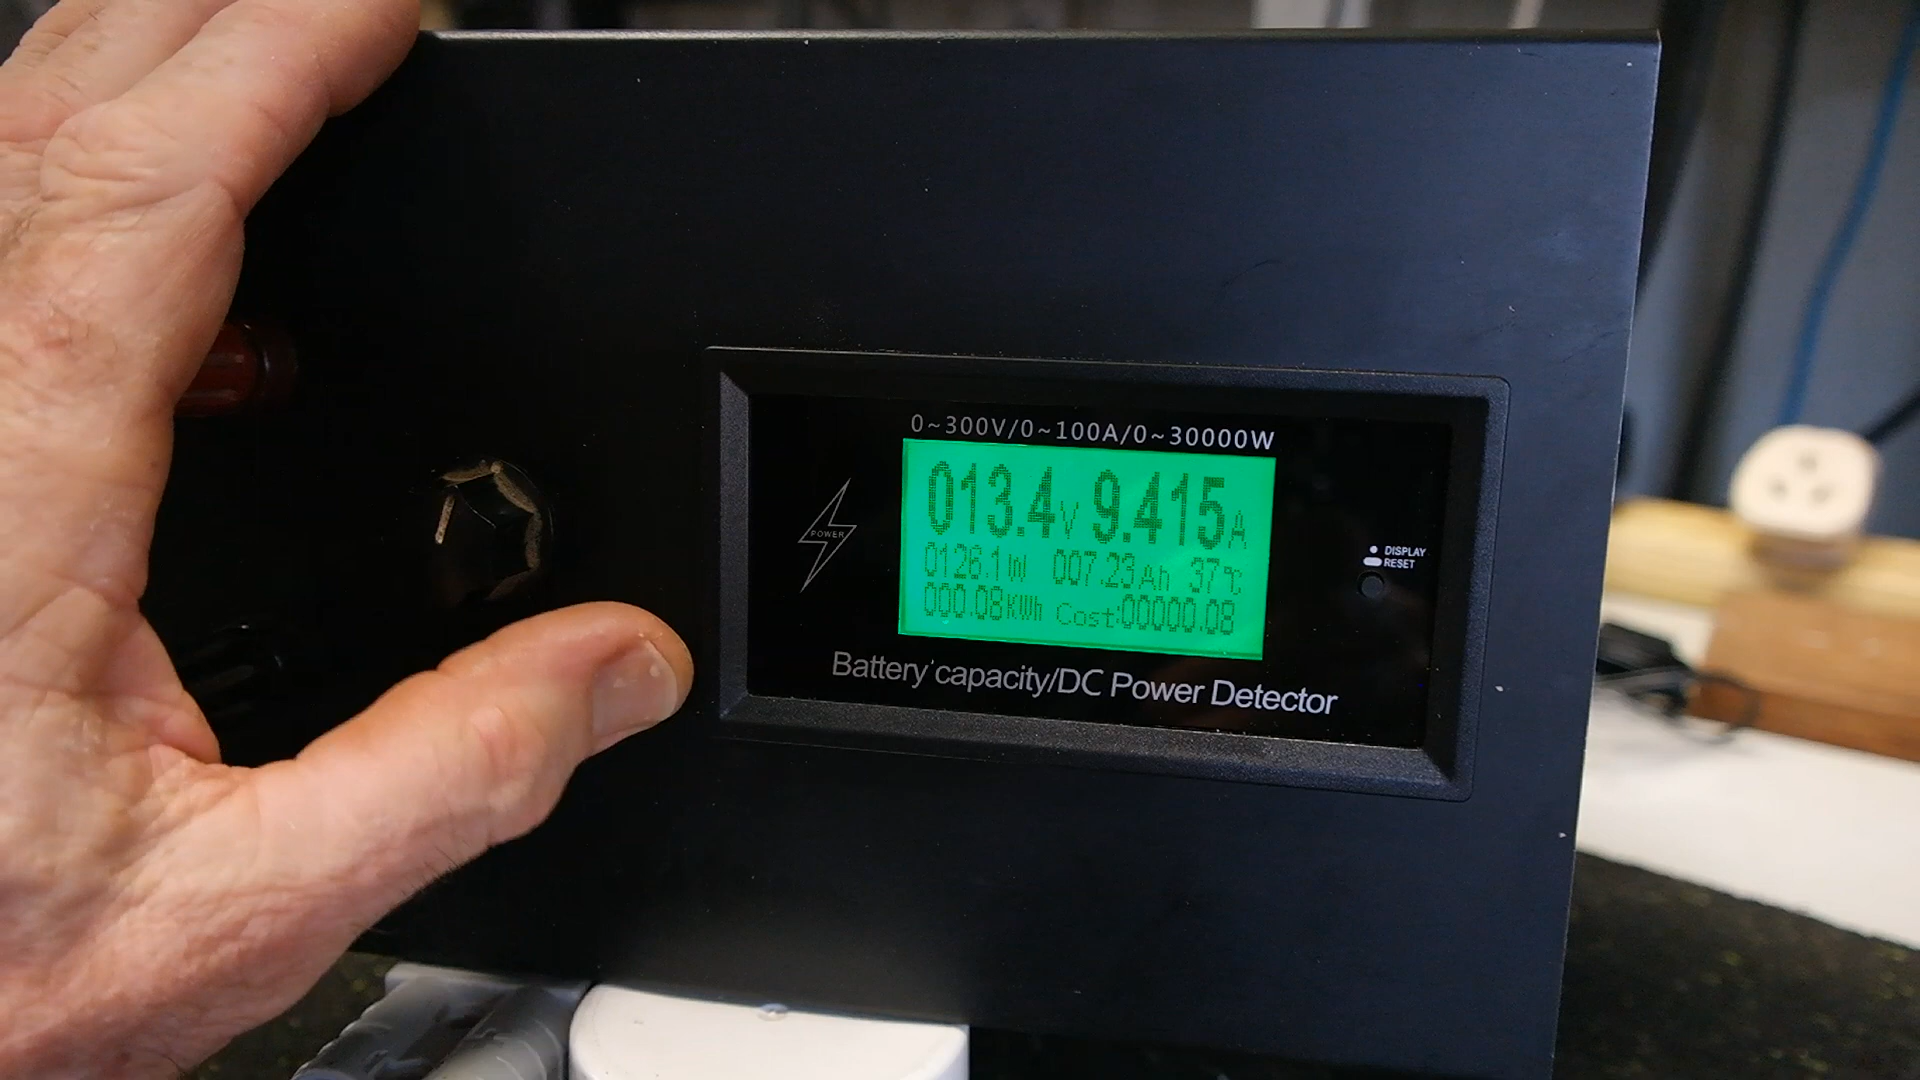 0~300V/0~100A/0~30000W
013.4V 9.415A
0126.1W 007.23Ah 37℃
000.08KWh Cost:00000.08
POWER
DISPLAY
RESET
Battery capacity/DC Power Detector